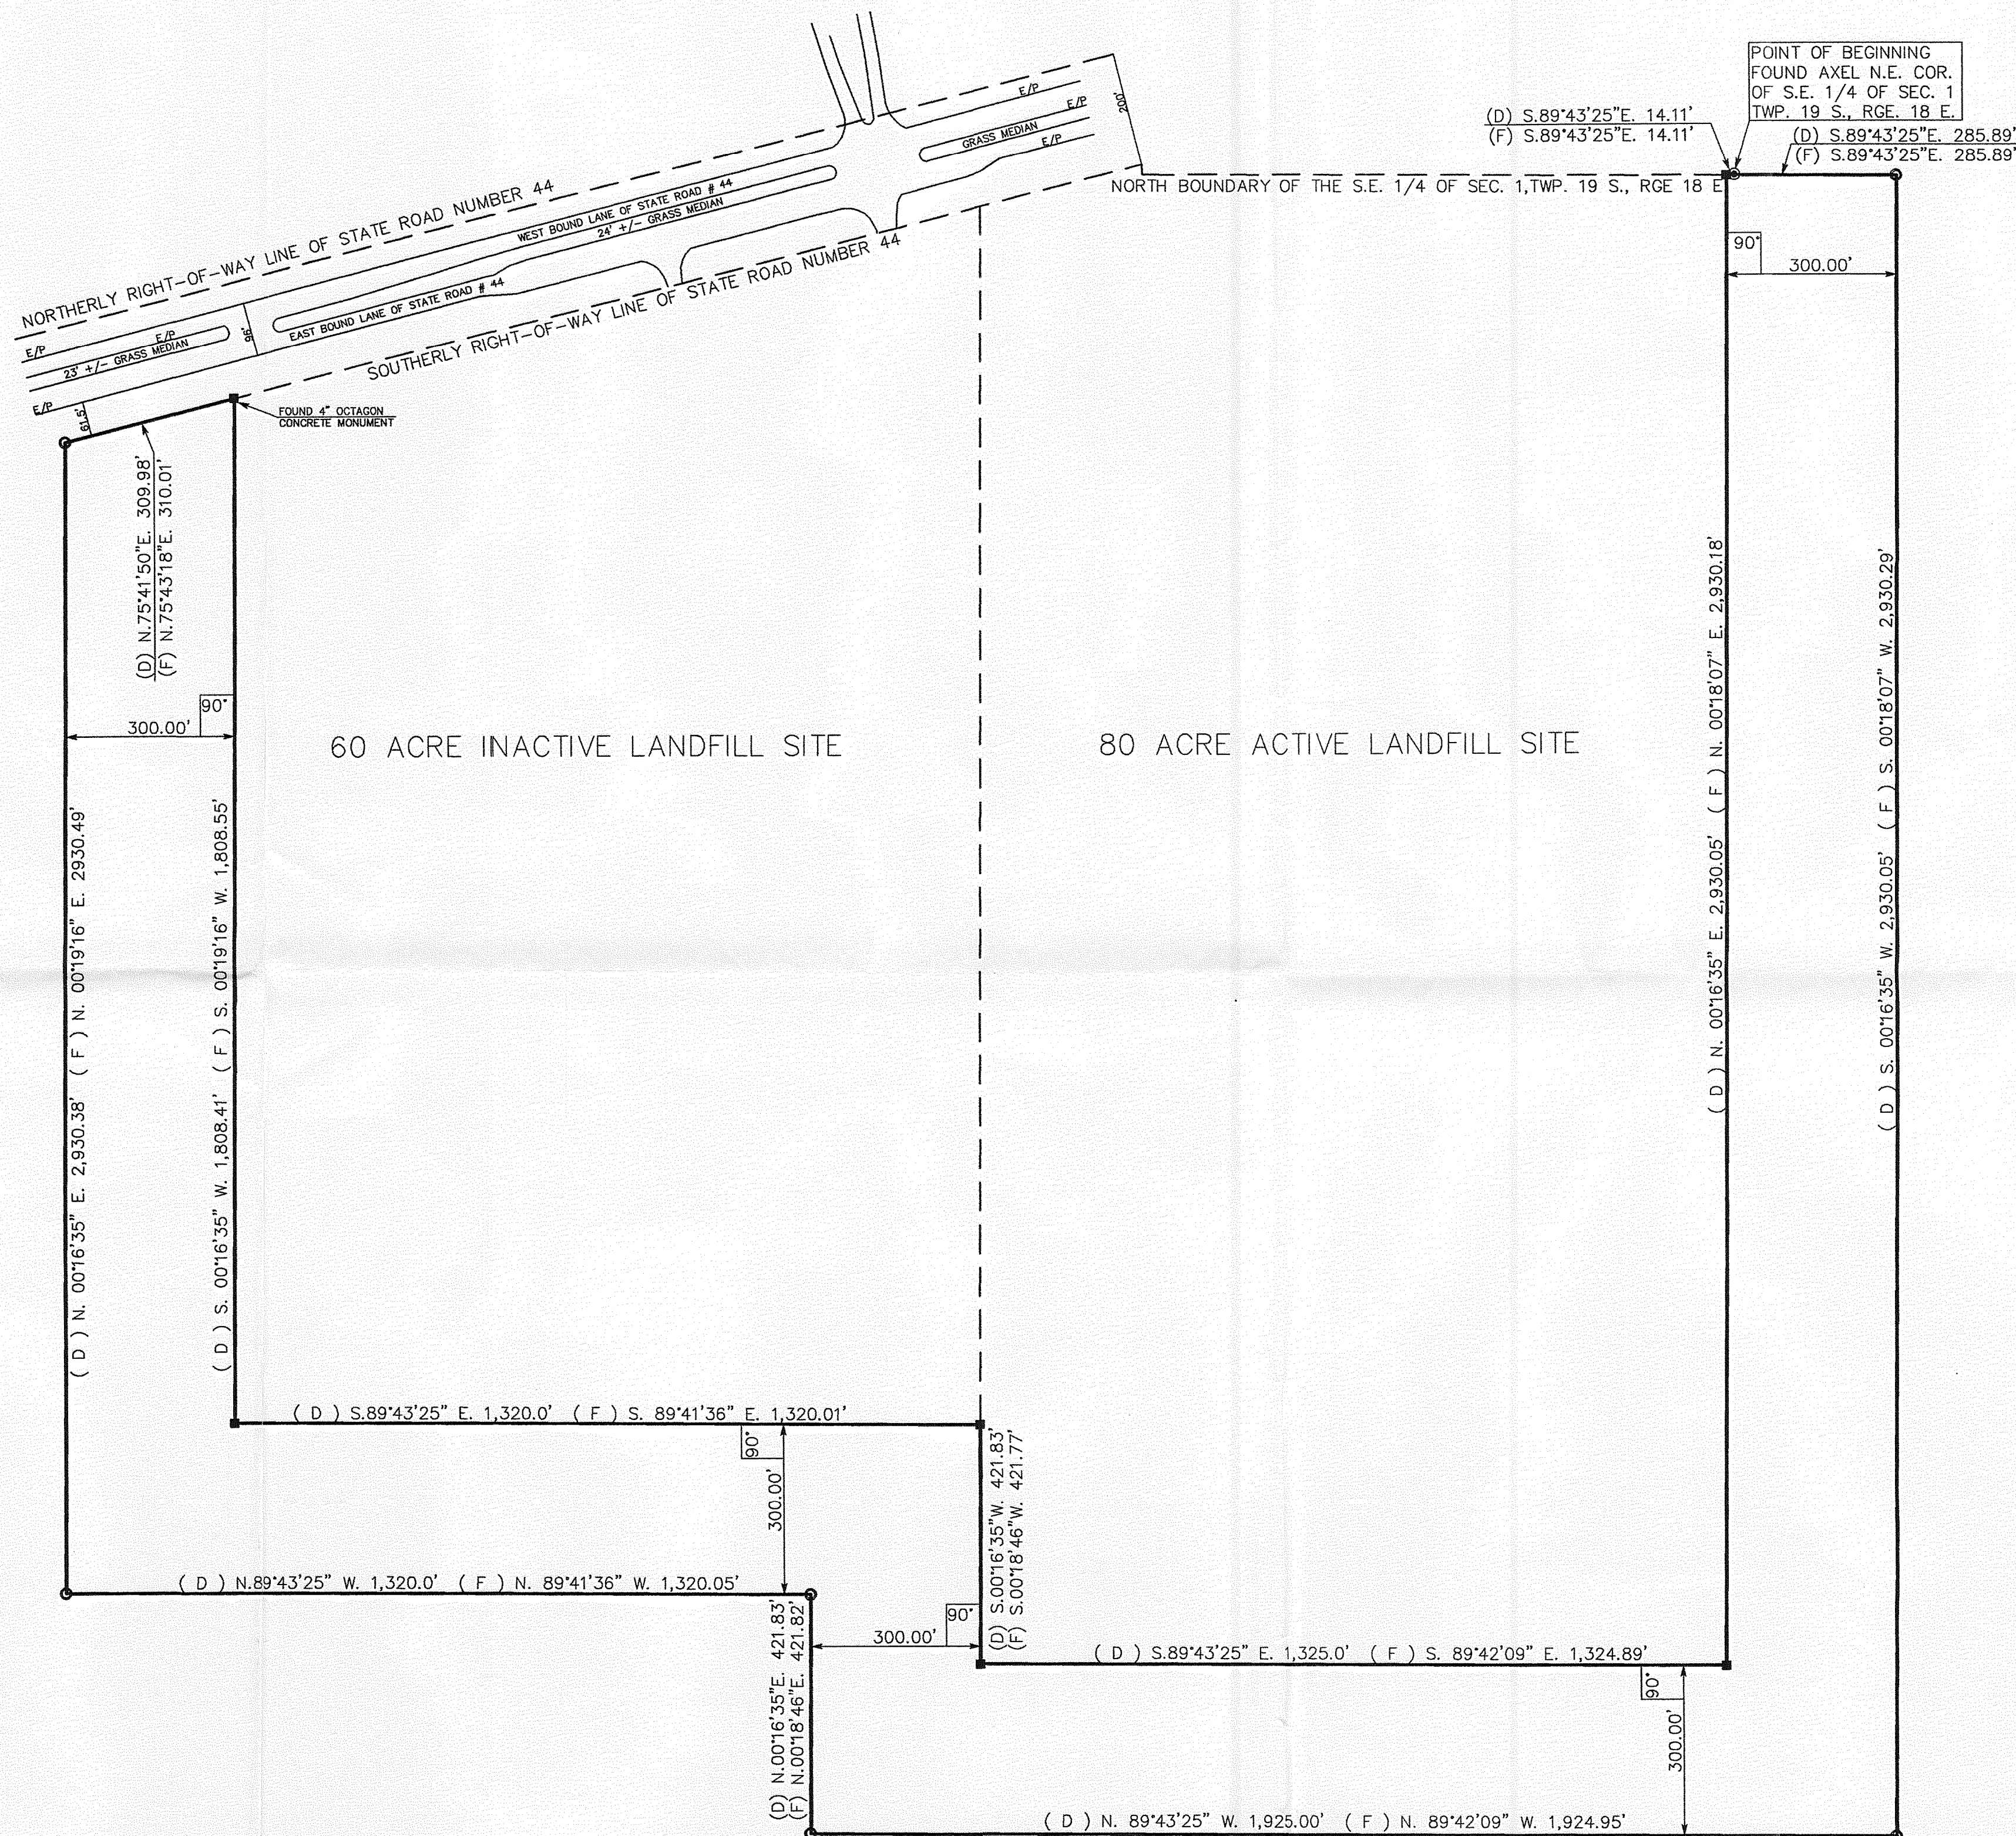 POINT OF BEGINNING
FOUND AXEL N.E. COR.
OF S.E. 1/4 OF SEC. 1
TWP. 19 S., RGE. 18 E.
(D) S.89°43'25"E. 14.11'
(F) S.89°43'25"E. 14.11'
(D) S.89°43'25"E. 285.89'
(F) S.89°43'25"E. 285.89'
NORTH BOUNDARY OF THE S.E. 1/4 OF SEC. 1,TWP. 19 S., RGE 18 E
200'
E/P
E/P
E/P
GRASS MEDIAN
NORTHERLY RIGHT-OF-WAY LINE OF STATE ROAD NUMBER 44
WEST BOUND LANE OF STATE ROAD # 44
24' +/- GRASS MEDIAN
EAST BOUND LANE OF STATE ROAD # 44
SOUTHERLY RIGHT-OF-WAY LINE OF STATE ROAD NUMBER 44
E/P
E/P
23' +/- GRASS MEDIAN
96'
E/P
61.5'
FOUND 4" OCTAGON
CONCRETE MONUMENT
(D) N.75°41'50"E. 309.98'
(F) N.75°43'18"E. 310.01'
90°
300.00'
90°
300.00'
60 ACRE INACTIVE LANDFILL SITE
80 ACRE ACTIVE LANDFILL SITE
( D ) N. 00°16'35" E. 2,930.38' ( F ) N. 00°19'16" E. 2930.49'
( D ) S. 00°16'35" W. 1,808.41' ( F ) S. 00°19'16" W. 1,808.55'
( D ) N. 00°16'35" E. 2,930.05' ( F ) N. 00°18'07" E. 2,930.18'
( D ) S. 00°16'35" W. 2,930.05' ( F ) S. 00°18'07" W. 2,930.29'
( D ) S.89°43'25" E. 1,320.0' ( F ) S. 89°41'36" E. 1,320.01'
90°
300.00'
(D) S.00°16'35"W. 421.83'
(F) S.00°18'46"W. 421.77'
( D ) N.89°43'25" W. 1,320.0' ( F ) N. 89°41'36" W. 1,320.05'
(D) N.00°16'35"E. 421.83'
(F) N.00°18'46"E. 421.82'
90°
300.00'
( D ) S.89°43'25" E. 1,325.0' ( F ) S. 89°42'09" E. 1,324.89'
90°
300.00'
( D ) N. 89°43'25" W. 1,925.00' ( F ) N. 89°42'09" W. 1,924.95'